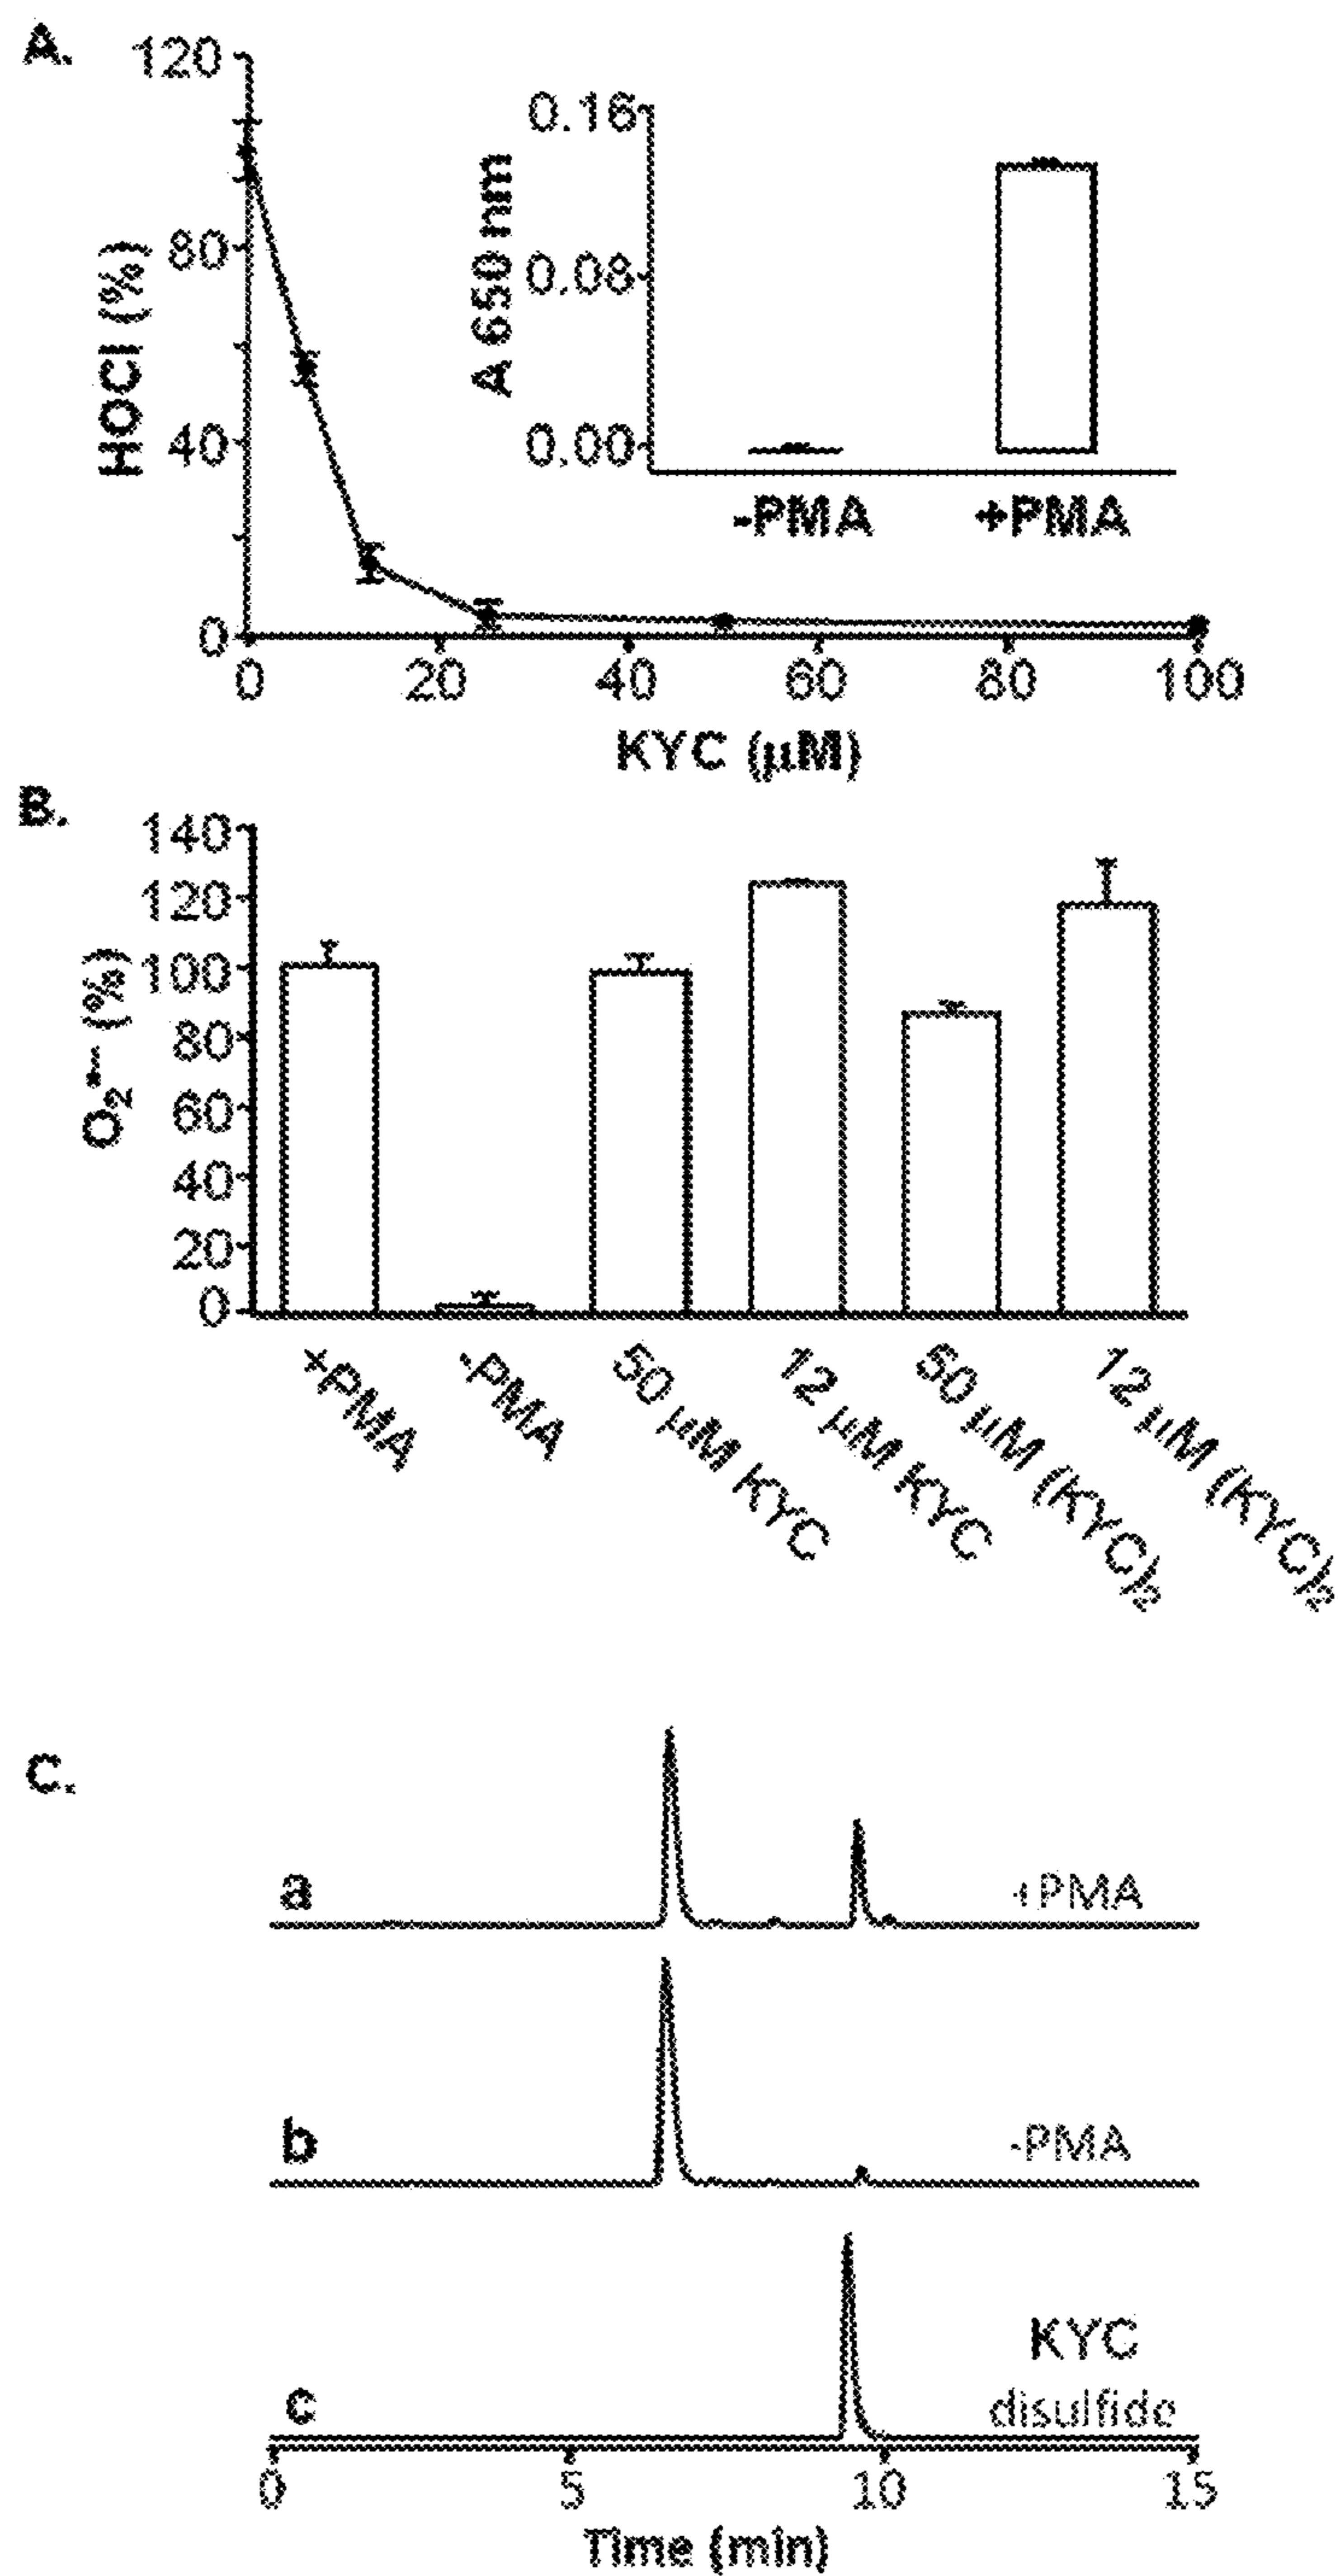 A.
120
80
40
0
HOCl (%)
0.16
0.08
0.00
A 650 nm
-PMA +PMA
0 20 40 60 80 100
KYC (μM)
B.
140
120
100
80
60
40
20
0
O₂•− (%)
+PMA
-PMA
50 μM KYC
12 μM KYC
50 μM (KYC)₂
12 μM (KYC)₂
C.
a
+PMA
b
-PMA
c
KYC
disulfide
0 5 10 15
Time (min)